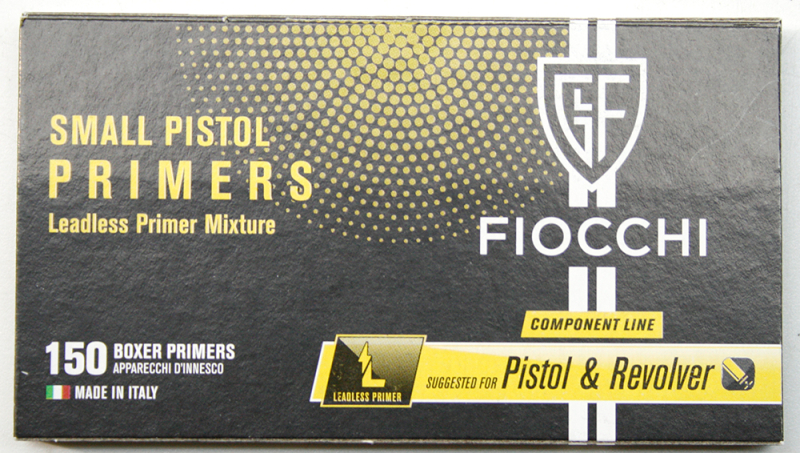 SMALL PISTOL
PRIMERS
Leadless Primer Mixture
GLF
FIOCCHI
COMPONENT LINE
150 BOXER PRIMERS
APPARECCHI D'INNESCO
MADE IN ITALY
L
LEADLESS PRIMER
SUGGESTED FOR Pistol & Revolver